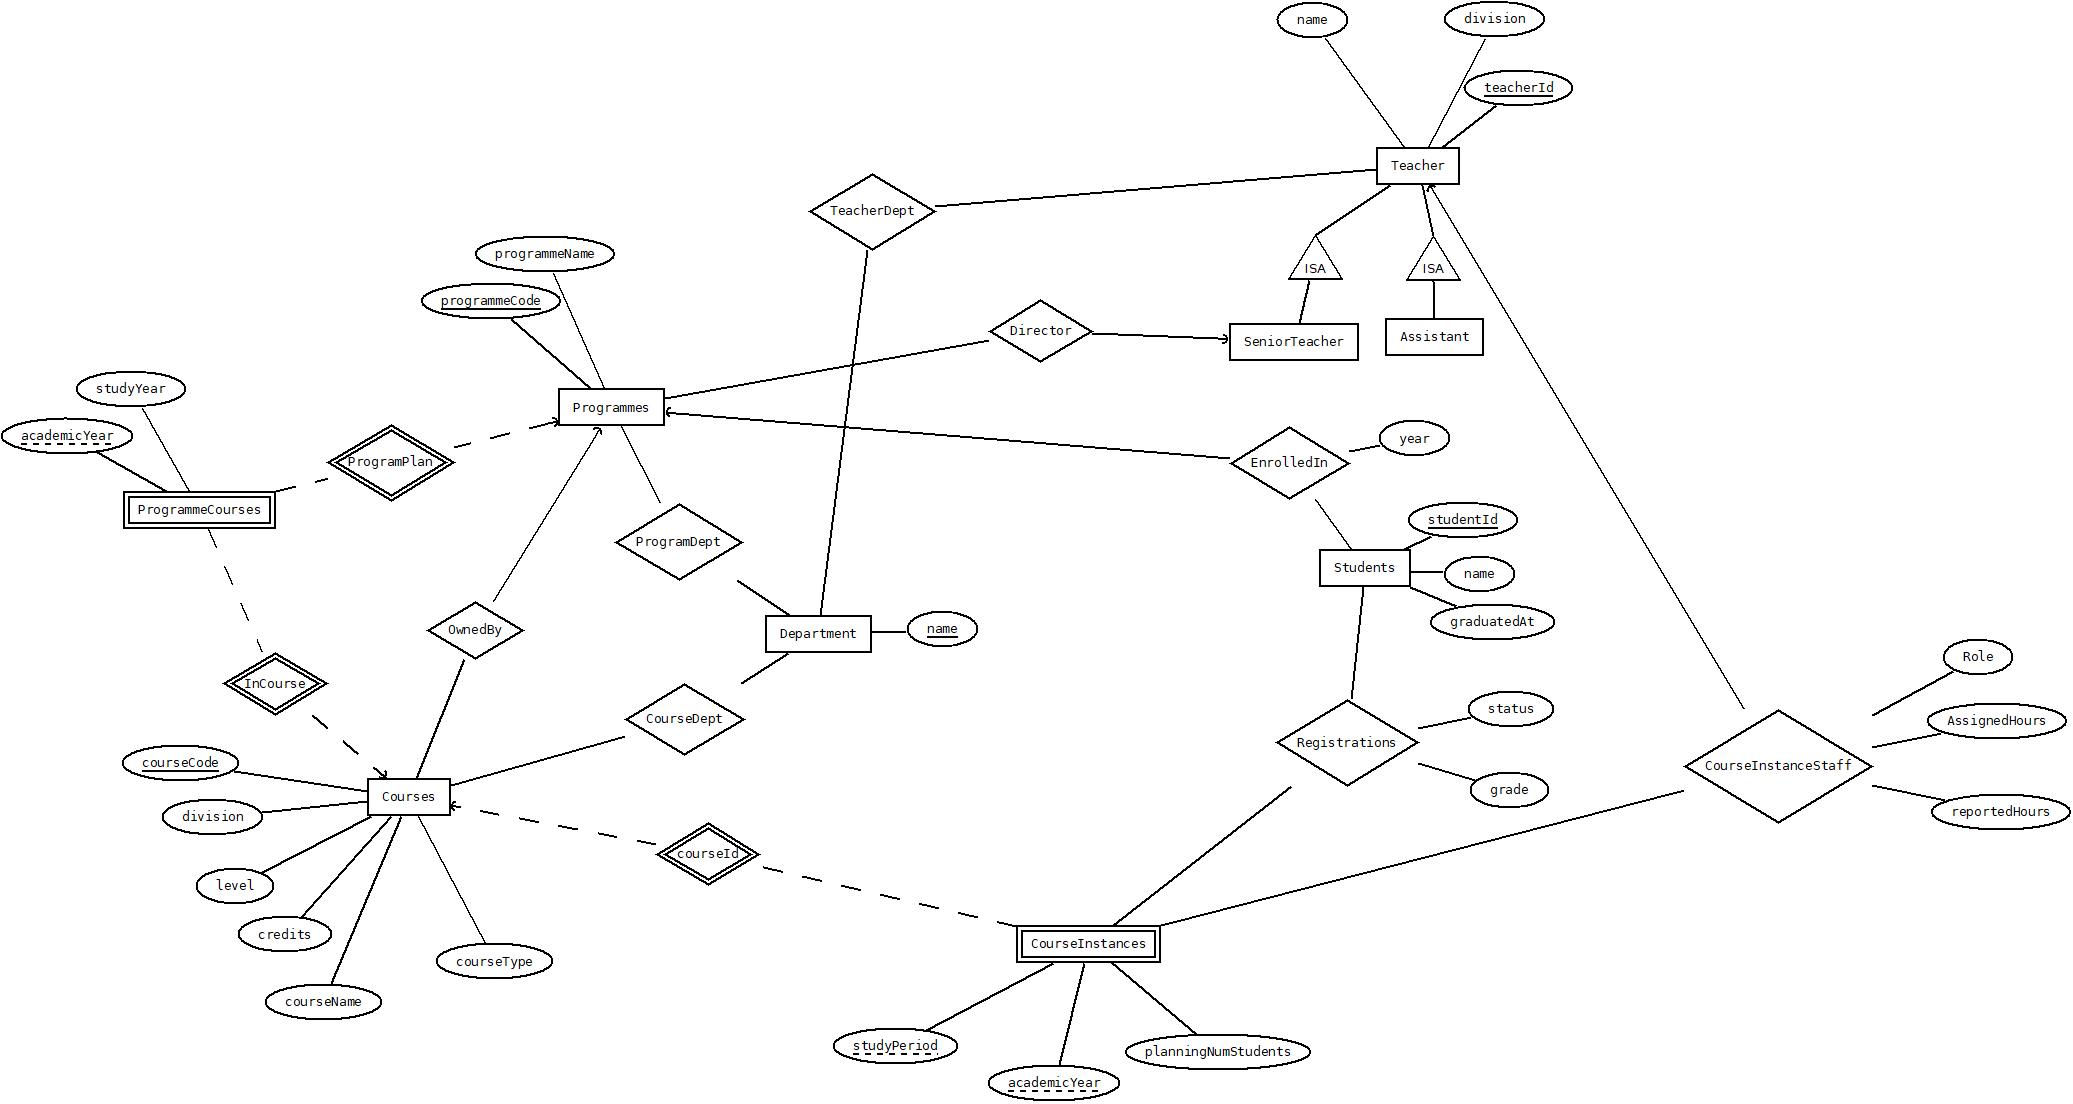 name
division
teacherId
Teacher
TeacherDept
programmeName
ISA
ISA
programmeCode
Director
SeniorTeacher
Assistant
studyYear
Programmes
academicYear
year
ProgramPlan
EnrolledIn
ProgrammeCourses
studentId
ProgramDept
Students
name
graduatedAt
OwnedBy
Department
name
Role
InCourse
status
CourseDept
AssignedHours
Registrations
courseCode
CourseInstanceStaff
Courses
grade
division
reportedHours
courseId
level
credits
CourseInstances
courseType
courseName
studyPeriod
planningNumStudents
academicYear